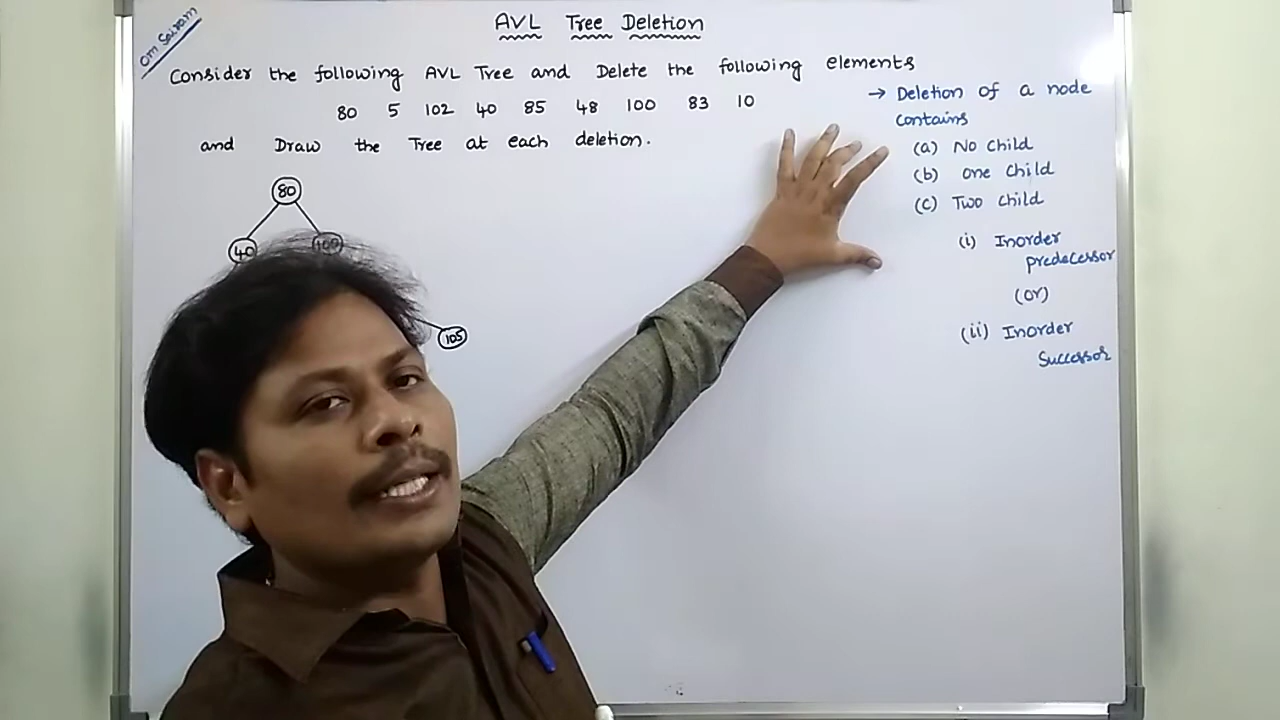 Om Sairam
AVL Tree Deletion
Consider the following AVL Tree and Delete the following elements
80 5 102 40 85 48 100 83 10
and Draw the Tree at each deletion.
→ Deletion of a node
contains
(a) No Child
(b) one Child
(c) Two Child
(i) Inorder
predecessor
(or)
(ii) Inorder
Successor
80
40 100
105